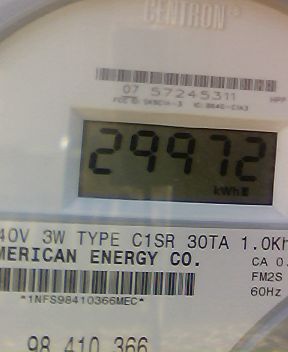 CENTRON
07 57245311
29972
kWh
40V 3W TYPE C1SR 30TA 1.0Kh
MERICAN ENERGY CO.
CA 0.
FM2S
*1NFS98410366MEC*
60Hz
98 410 366